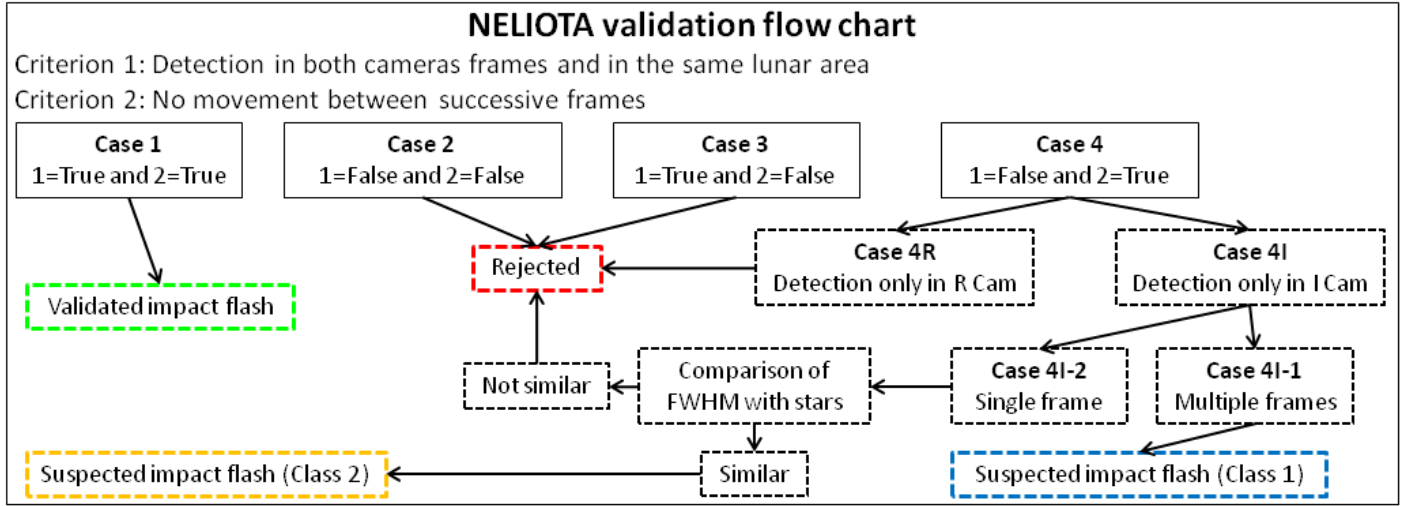 NELIOTA validation flow chart
Criterion 1: Detection in both cameras frames and in the same lunar area
Criterion 2: No movement between successive frames
Case 1
1=True and 2=True
Case 2
1=False and 2=False
Case 3
1=True and 2=False
Case 4
1=False and 2=True
Rejected
Case 4R
Detection only in R Cam
Case 4I
Detection only in I Cam
Validated impact flash
Not similar
Comparison of
FWHM with stars
Case 4I-2
Single frame
Case 4I-1
Multiple frames
Suspected impact flash (Class 2)
Similar
Suspected impact flash (Class 1)